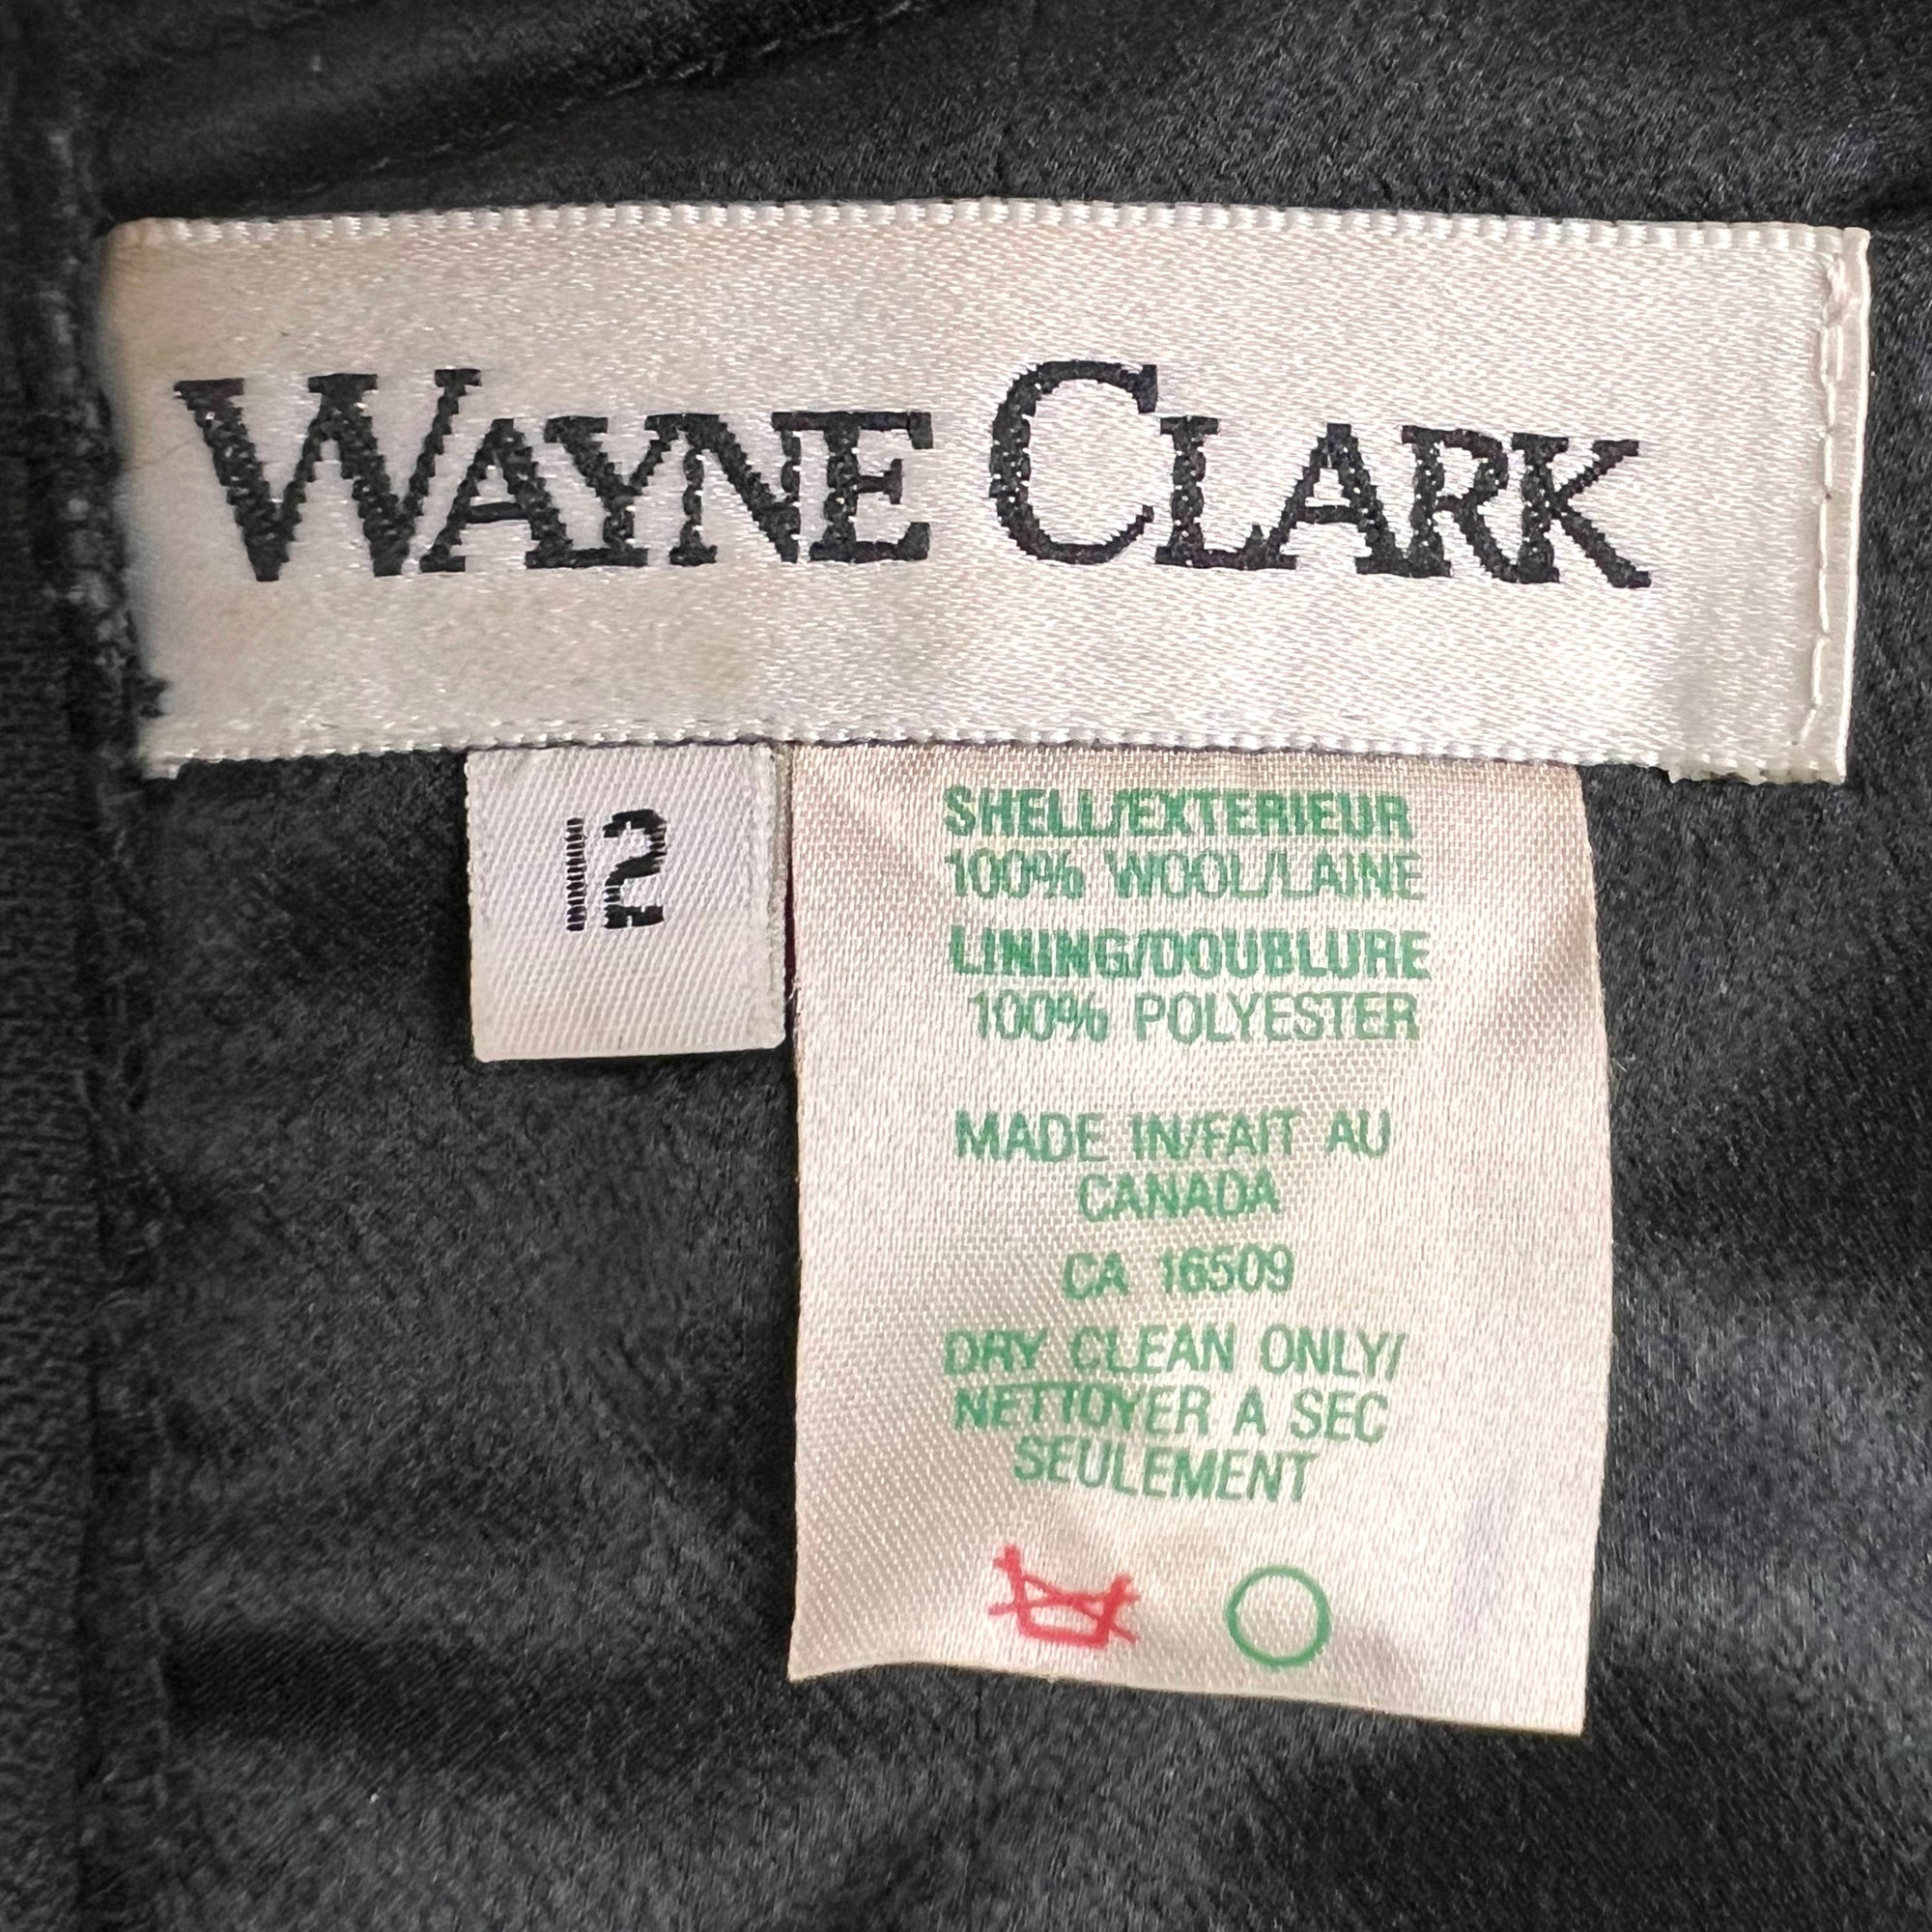 WAYNE CLARK
12
SHELL/EXTERIEUR
100% WOOL/LAINE
LINING/DOUBLURE
100% POLYESTER
MADE IN/FAIT AU
CANADA
CA 16509
DRY CLEAN ONLY/
NETTOYER A SEC
SEULEMENT